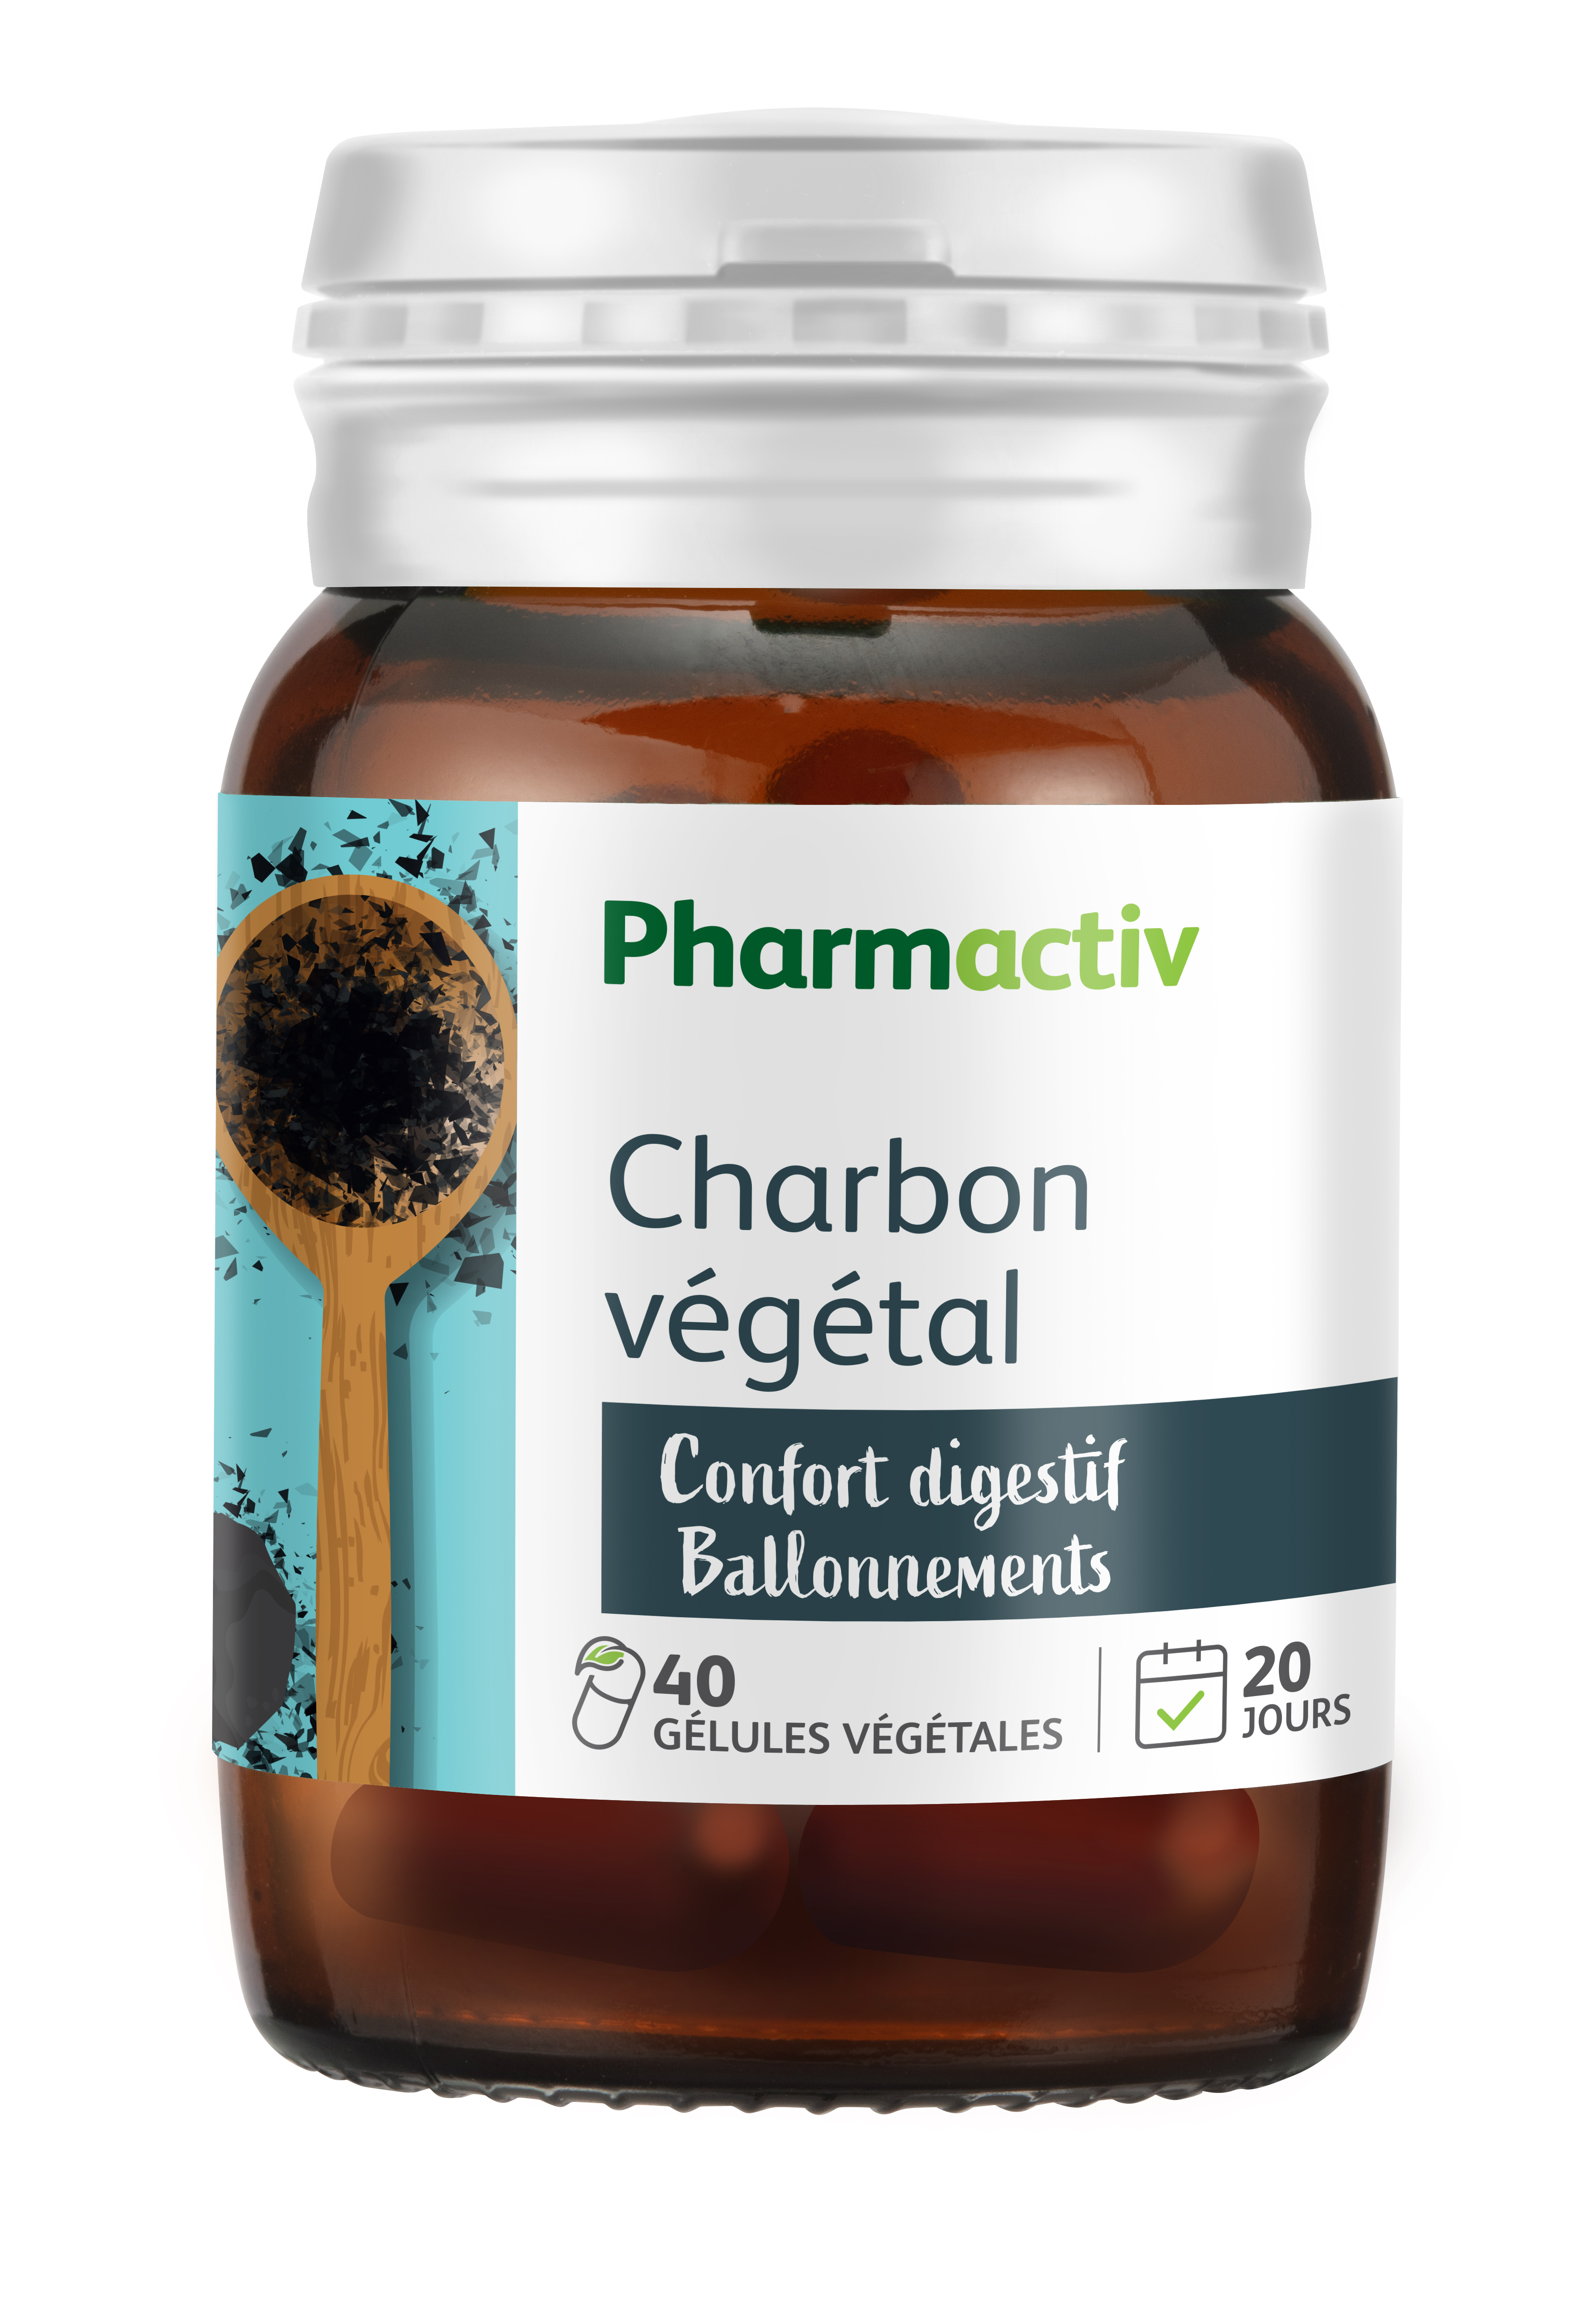 Pharmactiv
Charbon
végétal
Confort digestif
Ballonnements
40
GÉLULES VÉGÉTALES
20
JOURS